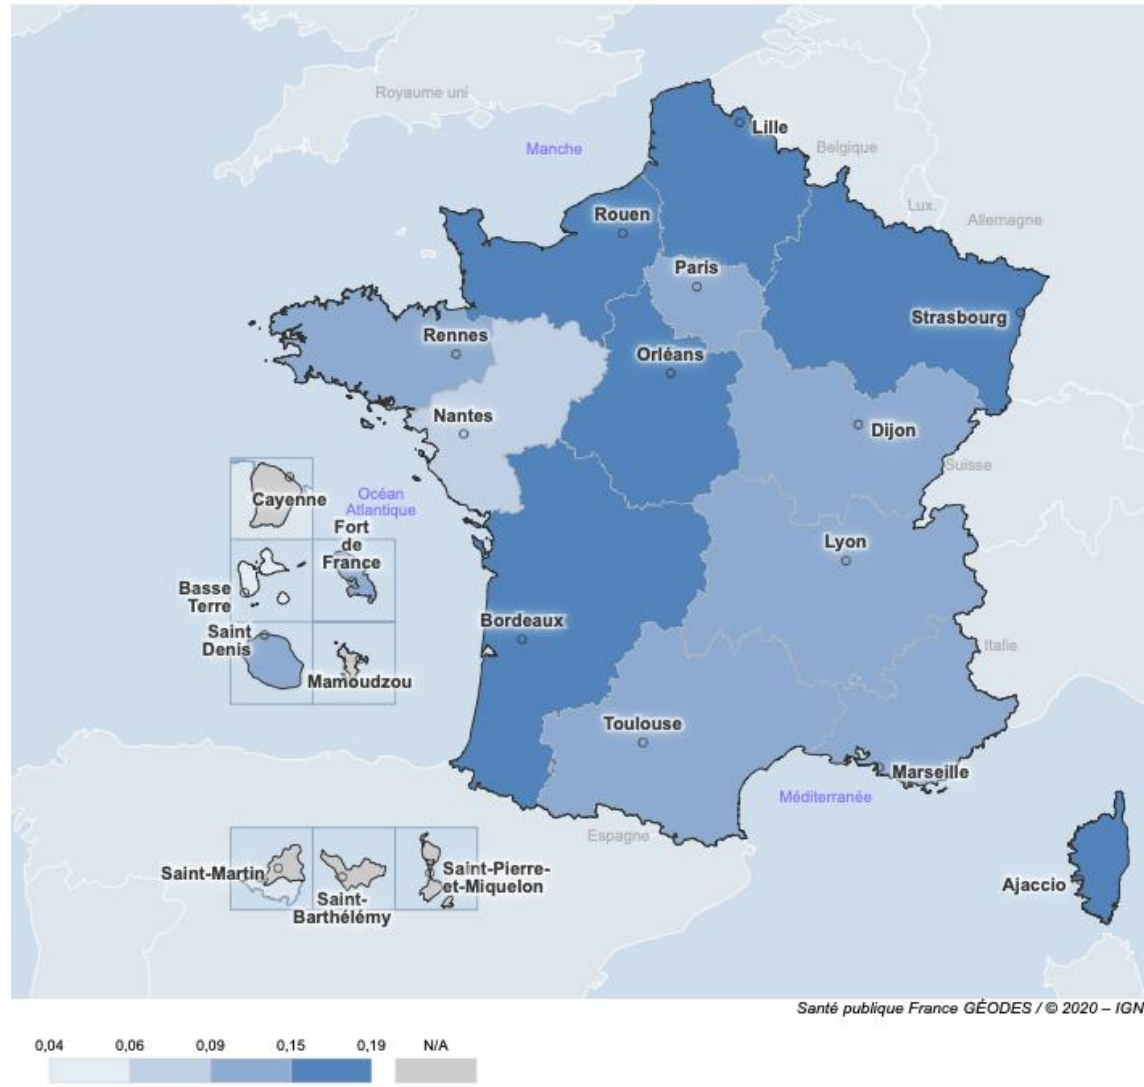 Royaume uni
Manche
Lille
Belgique
Lux.
Allemagne
Rouen
Paris
Strasbourg
Rennes
Orléans
Nantes
Dijon
Suisse
Cayenne
Océan
Atlantique
Fort
de
France
Lyon
Basse
Terre
Saint
Denis
Bordeaux
Italie
Mamoudzou
Toulouse
Marseille
Méditerranée
Espagne
Saint-Martin
Saint-
Barthélémy
Saint-Pierre-
et-Miquelon
Ajaccio
Santé publique France GÉODES / © 2020 – IGN
0,04 0,06 0,09 0,15 0,19 N/A